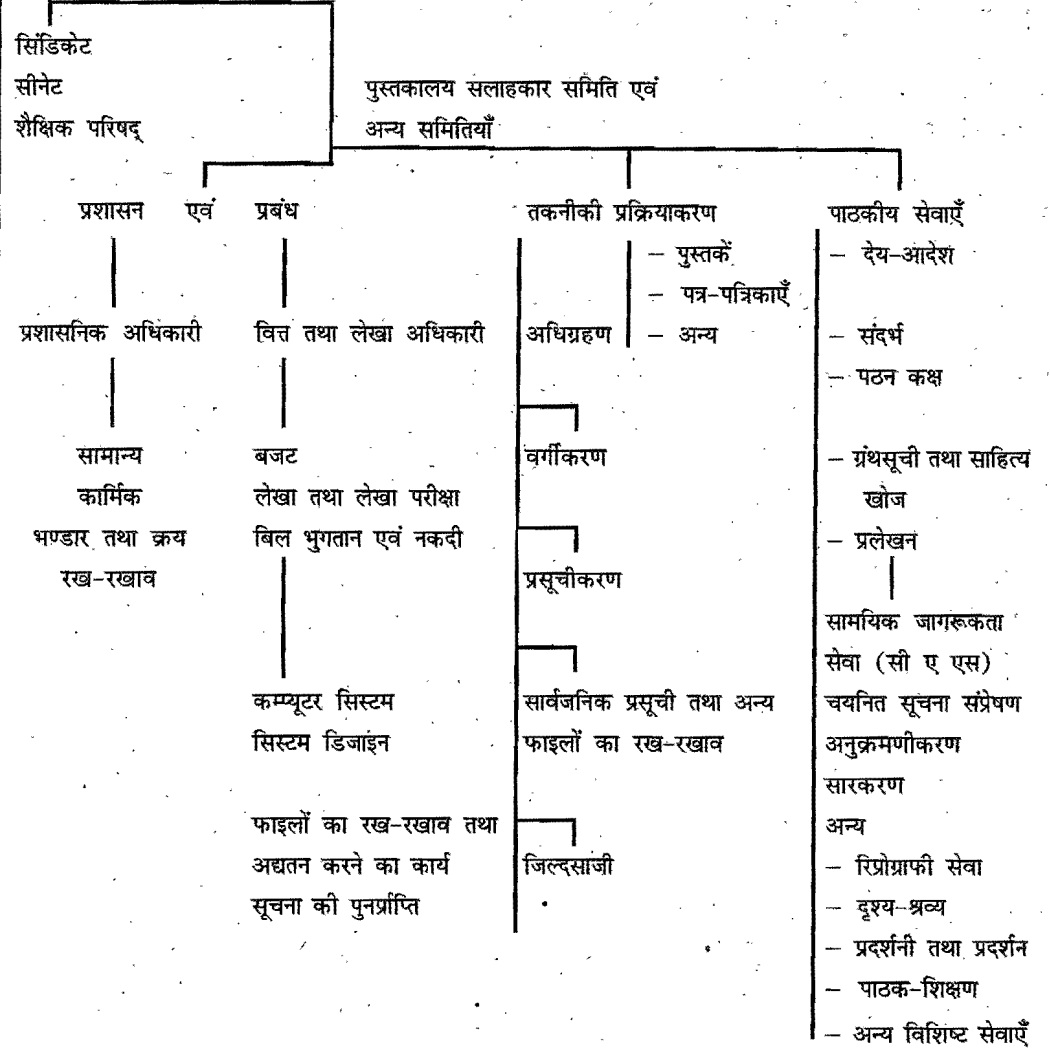 सिंडिकेट
सीनेट
शैक्षिक परिषद्
पुस्तकालय सलाहकार समिति एवं
अन्य समितियाँ
प्रशासन एवं प्रबंध
प्रशासनिक अधिकारी
सामान्य
कार्मिक
भण्डार तथा क्रय
रख-रखाव
वित्त तथा लेखा अधिकारी
बजट
लेखा तथा लेखा परीक्षा
बिल भुगतान एवं नकदी
कम्प्यूटर सिस्टम
सिस्टम डिजाइन
फाइलों का रख-रखाव तथा
अद्यतन करने का कार्य
सूचना की पुनर्प्राप्ति
तकनीकी प्रक्रियाकरण
– पुस्तकें
– पत्र-पत्रिकाएँ
– अन्य
अधिग्रहण
वर्गीकरण
प्रसूचीकरण
सार्वजनिक प्रसूची तथा अन्य
फाइलों का रख-रखाव
जिल्दसाजी
पाठकीय सेवाएँ
– देय-आदेश
– संदर्भ
– पठन कक्ष
– ग्रंथसूची तथा साहित्य
खोज
– प्रलेखन
सामयिक जागरूकता
सेवा (सी ए एस)
चयनित सूचना संप्रेषण
अनुक्रमणीकरण
सारकरण
अन्य
– रिप्रोग्राफी सेवा
– दृश्य-श्रव्य
– प्रदर्शनी तथा प्रदर्शन
– पाठक-शिक्षण
– अन्य विशिष्ट सेवाएँ